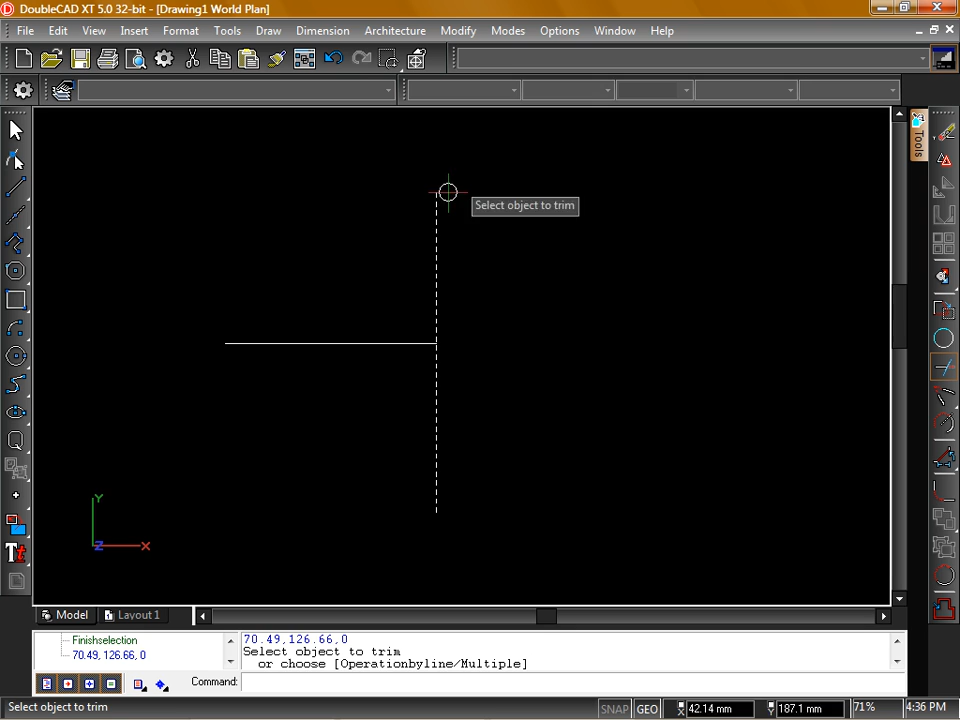 DoubleCAD XT 5.0 32-bit - [Drawing1 World Plan]
File Edit View Insert Format Tools Draw Dimension Architecture Modify Modes Options Window Help
Tools
Select object to trim
Y
Z X
Model Layout 1
Finishselection
70.49, 126.66, 0
70.49,126.66,0
Select object to trim
or choose [Operationbyline/Multiple]
Command:
Select object to trim SNAP GEO X 42.14 mm Y 187.1 mm 71% 4:36 PM